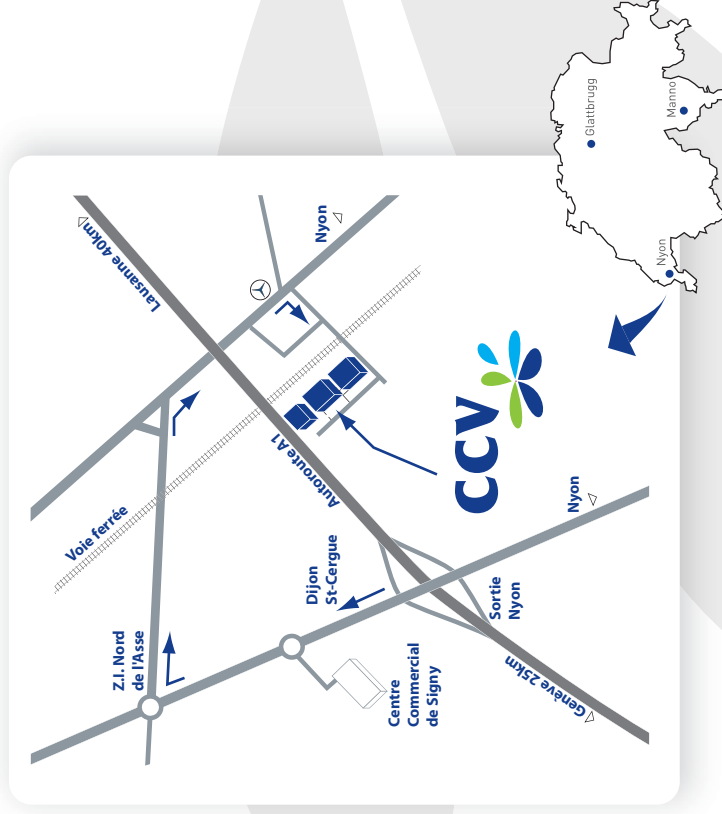 Glattbrugg
Manno
Nyon
Lausanne 40km
Nyon
Autoroute A1
Voie ferrée
CCV
Nyon
Dijon
St-Cergue
Z.I. Nord
de l'Asse
Sortie
Nyon
Centre
Commercial
de Signy
Genève 25km